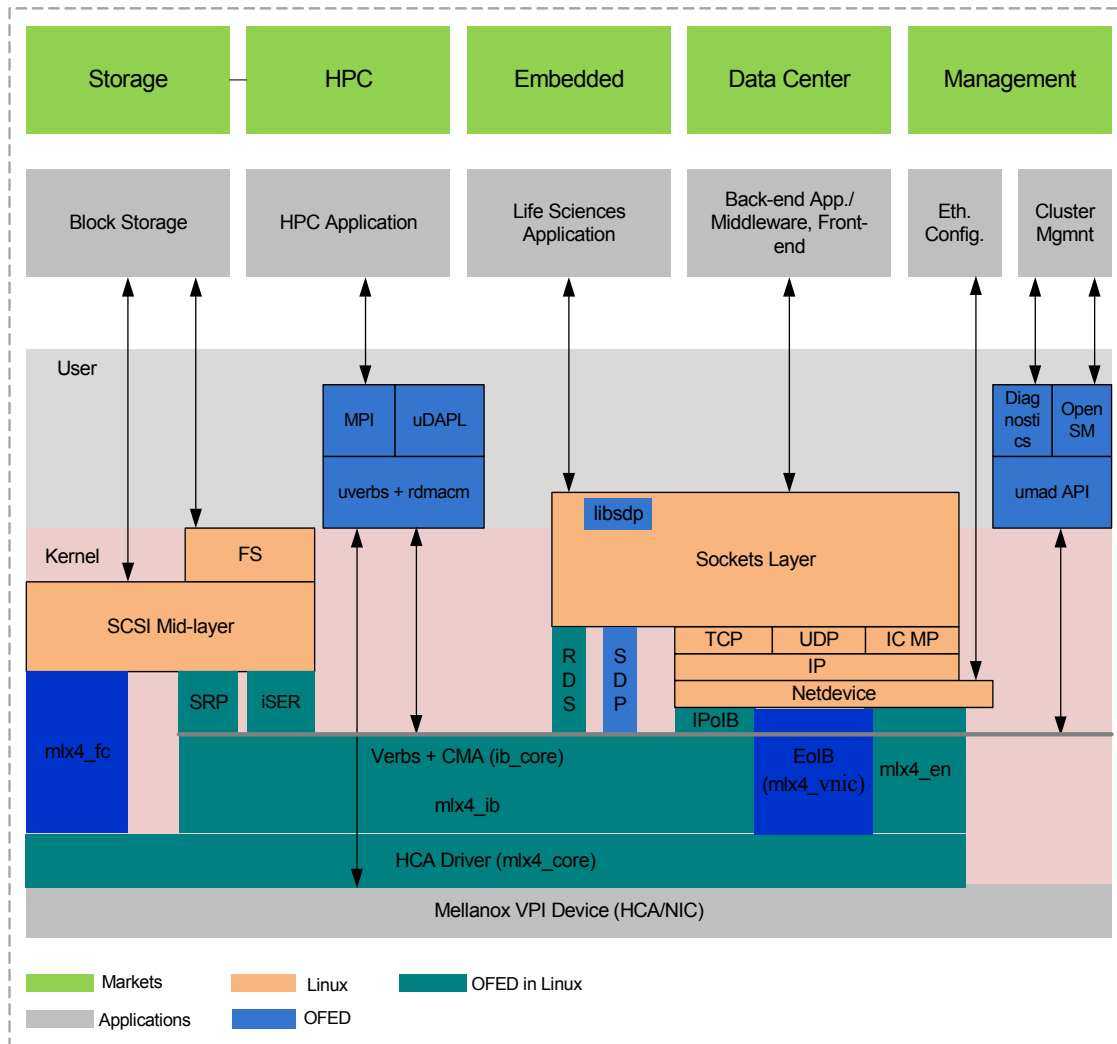 Storage
HPC
Embedded
Data Center
Management
Block Storage
HPC Application
Life Sciences
Application
Back-end App./
Middleware, Front-
end
Eth.
Config.
Cluster
Mgmnt
User
MPI
uDAPL
Diag
nosti
cs
Open
SM
uverbs + rdmacm
umad API
libsdp
Kernel
FS
Sockets Layer
SCSI Mid-layer
TCP
UDP
IC MP
IP
R
D
S
S
D
P
Netdevice
SRP
iSER
IPoIB
mlx4_fc
Verbs + CMA (ib_core)
EoIB
(mlx4_vnic)
mlx4_en
mlx4_ib
HCA Driver (mlx4_core)
Mellanox VPI Device (HCA/NIC)
Markets
Linux
OFED in Linux
Applications
OFED